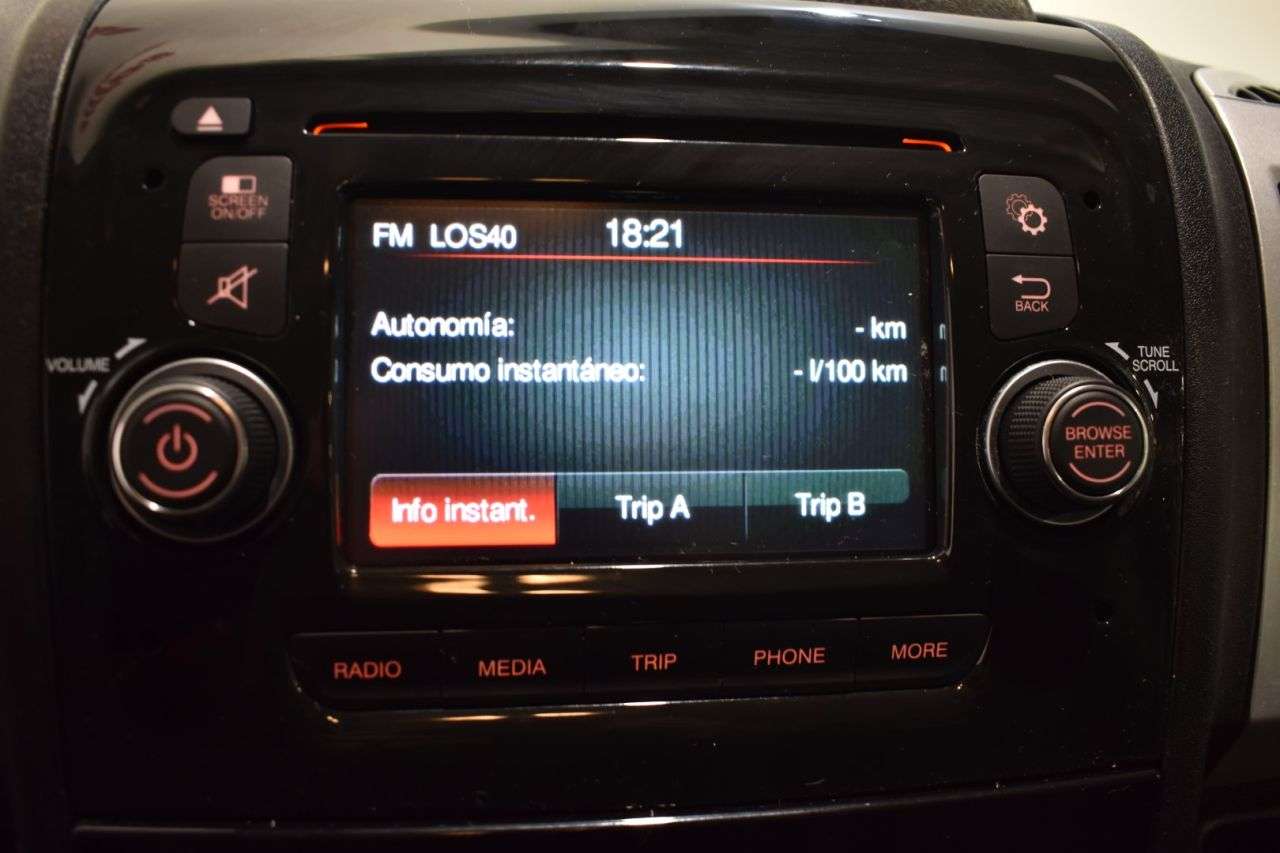 SCREEN
ON/OFF
VOLUME
FM LOS40 18:21
Autonomía: - km
Consumo instantáneo: - l/100 km
Info instant. Trip A Trip B
BACK
TUNE
SCROLL
BROWSE
ENTER
RADIO MEDIA TRIP PHONE MORE